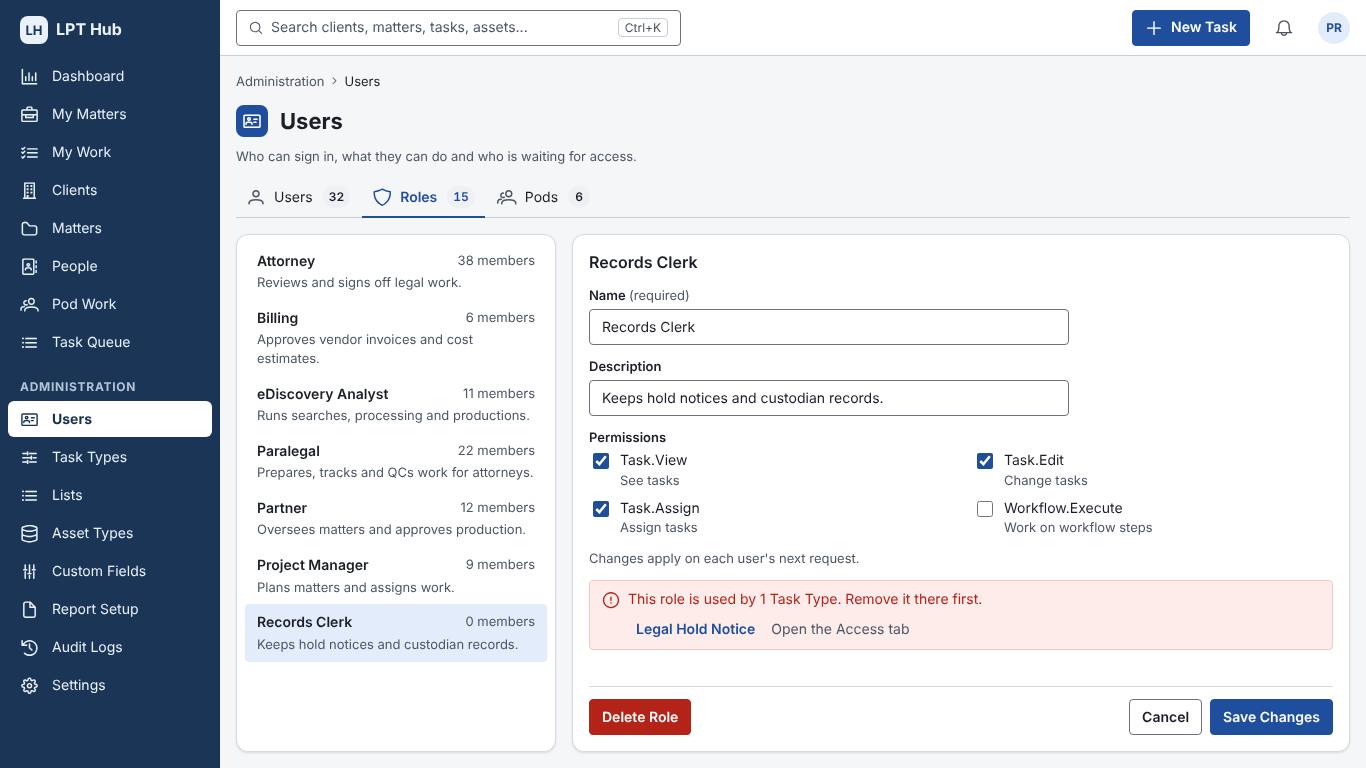 LH LPT Hub
Search clients, matters, tasks, assets... Ctrl+K
New Task
PR
Dashboard
My Matters
My Work
Clients
Matters
People
Pod Work
Task Queue
ADMINISTRATION
Users
Task Types
Lists
Asset Types
Custom Fields
Report Setup
Audit Logs
Settings
Administration > Users
Users
Who can sign in, what they can do and who is waiting for access.
Users 32 Roles 15 Pods 6
Attorney 38 members
Reviews and signs off legal work.
Billing 6 members
Approves vendor invoices and cost
estimates.
eDiscovery Analyst 11 members
Runs searches, processing and productions.
Paralegal 22 members
Prepares, tracks and QCs work for attorneys.
Partner 12 members
Oversees matters and approves production.
Project Manager 9 members
Plans matters and assigns work.
Records Clerk 0 members
Keeps hold notices and custodian records.
Records Clerk
Name (required)
Records Clerk
Description
Keeps hold notices and custodian records.
Permissions
Task.View
See tasks
Task.Edit
Change tasks
Task.Assign
Assign tasks
Workflow.Execute
Work on workflow steps
Changes apply on each user's next request.
This role is used by 1 Task Type. Remove it there first.
Legal Hold Notice Open the Access tab
Delete Role Cancel Save Changes